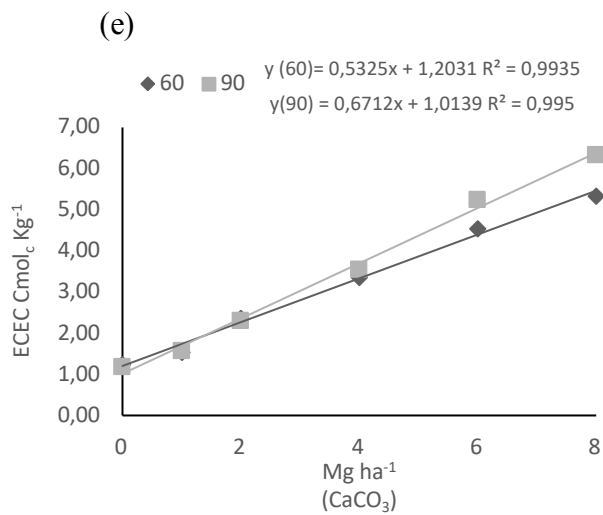 (e)
60 90
y (60)= 0,5325x + 1,2031 R² = 0,9935
y(90) = 0,6712x + 1,0139 R² = 0,995
7,00
6,00
5,00
4,00
3,00
2,00
1,00
0,00
ECEC Cmol꜀ Kg⁻¹
0 2 4 6 8
Mg ha⁻¹
(CaCO₃)